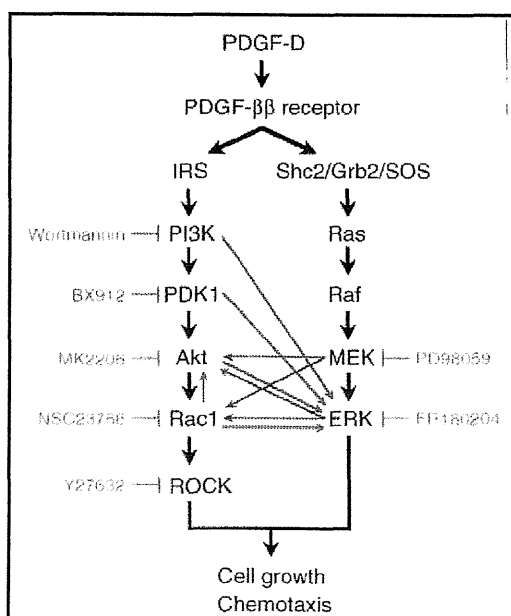 PDGF-D
PDGF-ββ receptor
IRS Shc2/Grb2/SOS
Wortmannin PI3K Ras
BX912 PDK1 Raf
MK2206 Akt MEK PD98059
NSC23766 Rac1 ERK FR180204
Y27632 ROCK
Cell growth
Chemotaxis